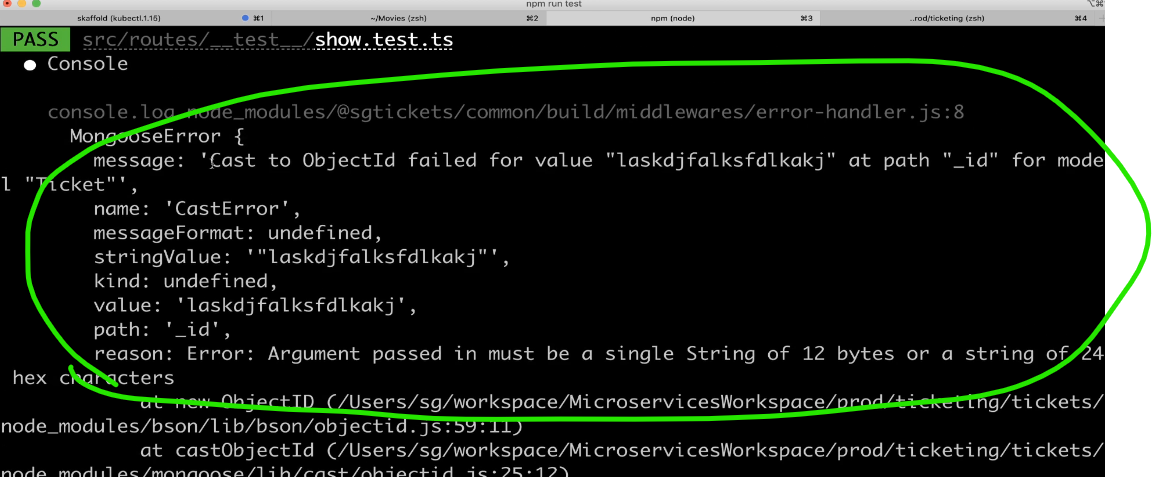 npm run test
skaffold (kubectl.1.15) ⌘1 ~/Movies (zsh) ⌘2 npm (node) ⌘3 ..rod/ticketing (zsh) ⌘4
PASS src/routes/__test__/show.test.ts
● Console
console.log node_modules/@sgtickets/common/build/middlewares/error-handler.js:8
MongooseError {
message: 'Cast to ObjectId failed for value "laskdjfalksfdlkakj" at path "_id" for mode
l "Ticket"',
name: 'CastError',
messageFormat: undefined,
stringValue: '"laskdjfalksfdlkakj"',
kind: undefined,
value: 'laskdjfalksfdlkakj',
path: '_id',
reason: Error: Argument passed in must be a single String of 12 bytes or a string of 24
hex characters
at new ObjectID (/Users/sg/workspace/MicroservicesWorkspace/prod/ticketing/tickets/
node_modules/bson/lib/bson/objectid.js:59:11)
at castObjectId (/Users/sg/workspace/MicroservicesWorkspace/prod/ticketing/tickets/
node_modules/mongoose/lib/cast/objectid.js:25:12)